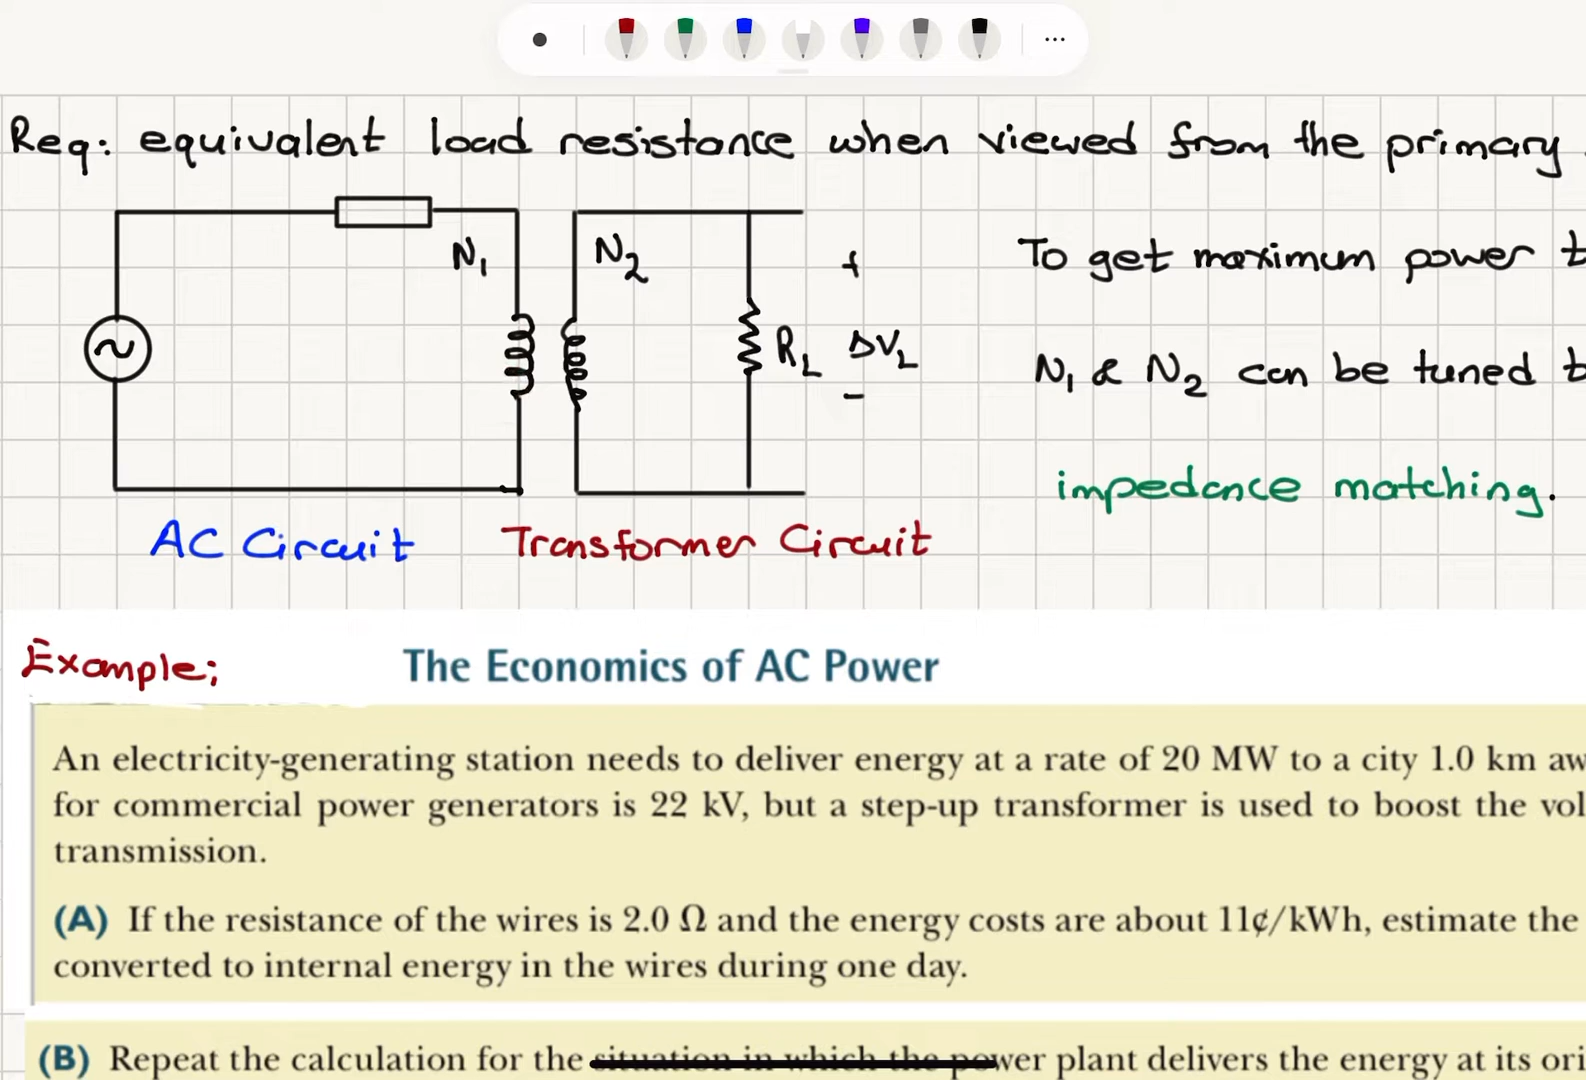 Req: equivalent load resistance when viewed from the primary
N1 N2 +
To get maximum power
RL ΔVL
N1 & N2 can be tuned
−
impedance matching.
AC Circuit Transformer Circuit
Example; The Economics of AC Power
An electricity-generating station needs to deliver energy at a rate of 20 MW to a city 1.0 km aw
for commercial power generators is 22 kV, but a step-up transformer is used to boost the vol
transmission.
(A) If the resistance of the wires is 2.0 Ω and the energy costs are about 11¢/kWh, estimate the
converted to internal energy in the wires during one day.
(B) Repeat the calculation for the situation in which the power plant delivers the energy at its ori